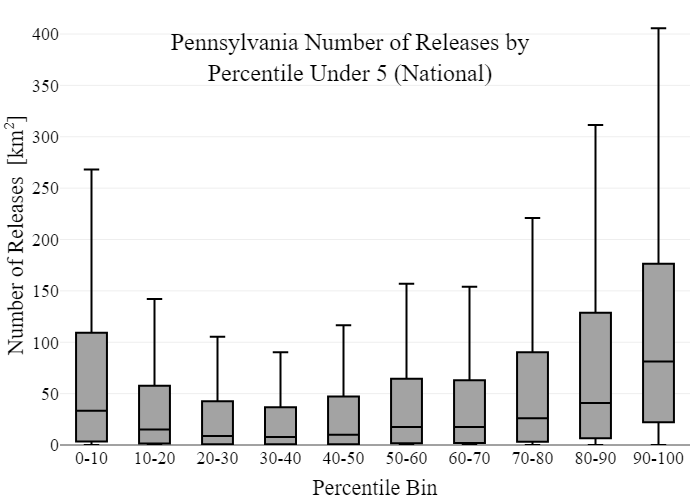 Pennsylvania Number of Releases by
Percentile Under 5 (National)
Number of Releases [km²]
400
350
300
250
200
150
100
50
0
0-10 10-20 20-30 30-40 40-50 50-60 60-70 70-80 80-90 90-100
Percentile Bin